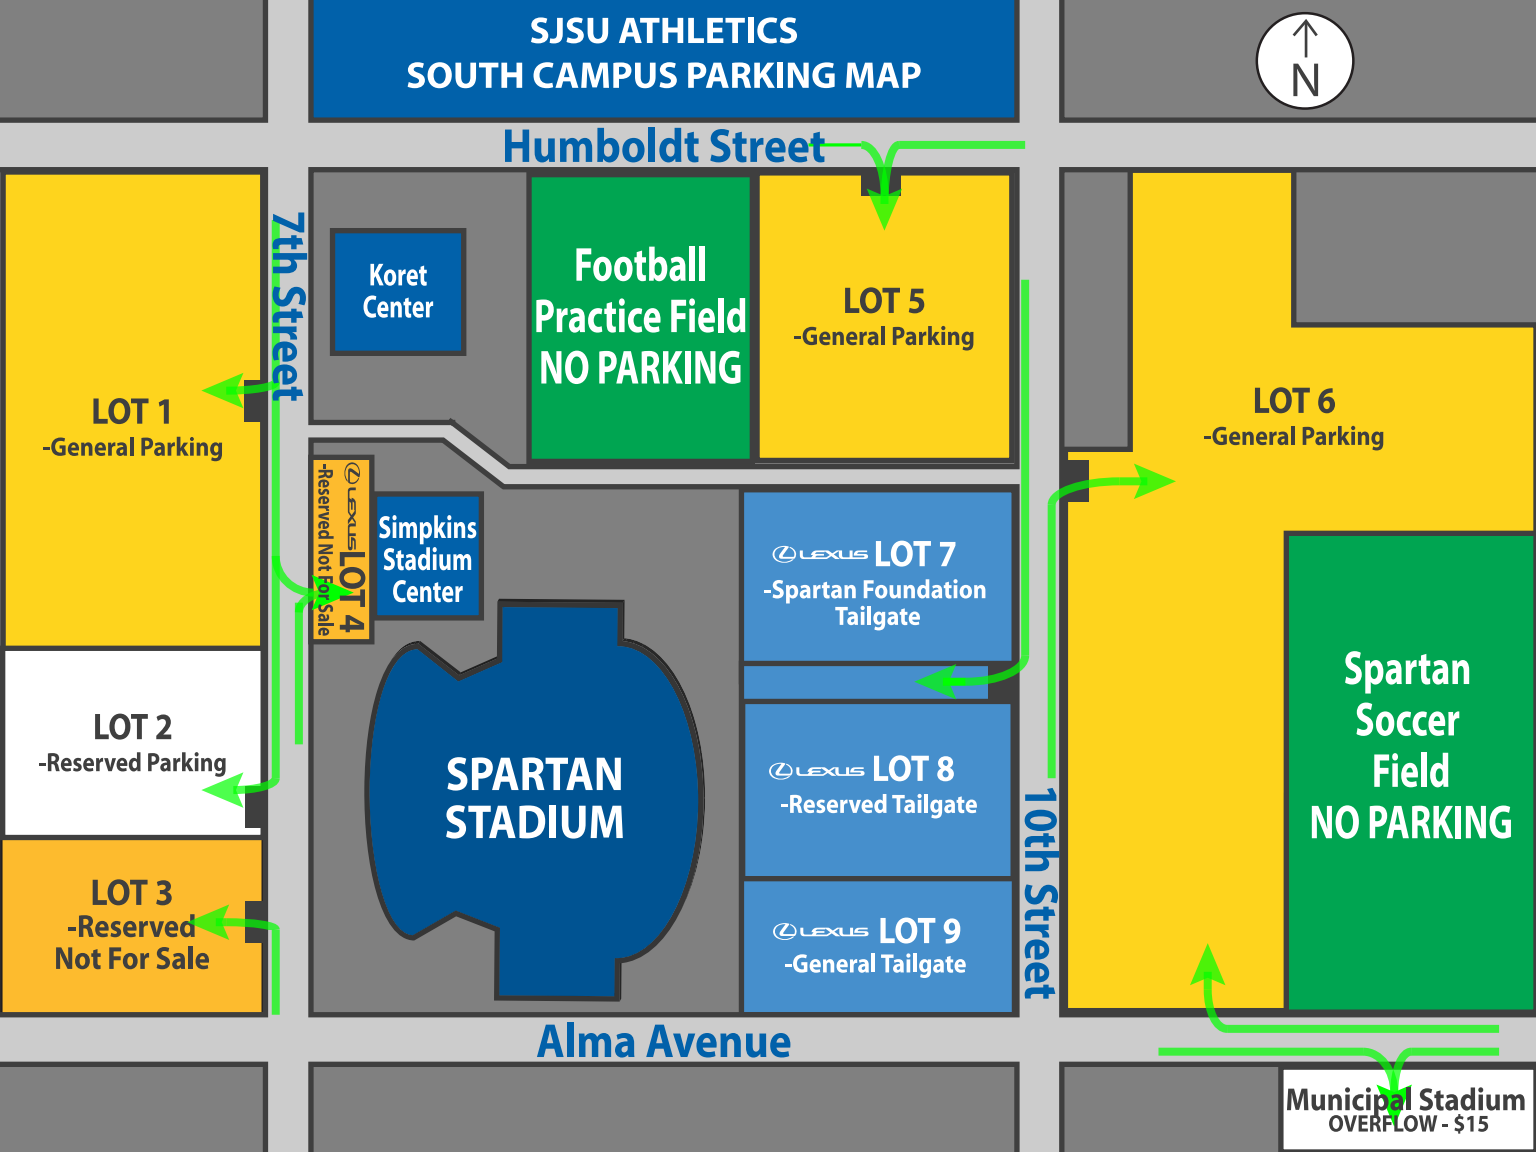 SJSU ATHLETICS
SOUTH CAMPUS PARKING MAP
N
Humboldt Street
7th Street
Koret
Center
Football
Practice Field
NO PARKING
LOT 5
-General Parking
LOT 1
-General Parking
LOT 6
-General Parking
LEXUS LOT 4
-Reserved Not For Sale
Simpkins
Stadium
Center
LEXUS LOT 7
-Spartan Foundation
Tailgate
Spartan
Soccer
Field
NO PARKING
LOT 2
-Reserved Parking
SPARTAN
STADIUM
LEXUS LOT 8
-Reserved Tailgate
10th Street
LOT 3
-Reserved
Not For Sale
LEXUS LOT 9
-General Tailgate
Alma Avenue
Municipal Stadium
OVERFLOW - $15